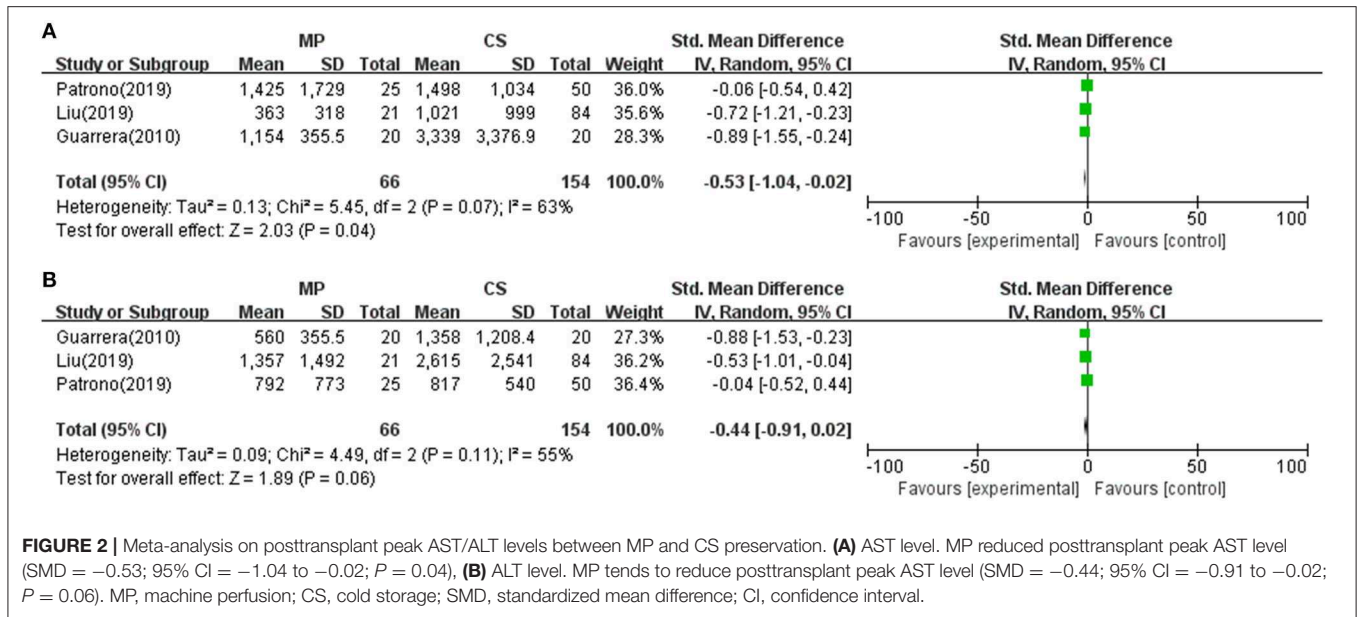 A
MP CS Std. Mean Difference Std. Mean Difference
Study or Subgroup Mean SD Total Mean SD Total Weight IV, Random, 95% CI IV, Random, 95% CI
Patrono(2019) 1,425 1,729 25 1,498 1,034 50 36.0% -0.06 [-0.54, 0.42]
Liu(2019) 363 318 21 1,021 999 84 35.6% -0.72 [-1.21, -0.23]
Guarrera(2010) 1,154 355.5 20 3,339 3,376.9 20 28.3% -0.89 [-1.55, -0.24]
Total (95% CI) 66 154 100.0% -0.53 [-1.04, -0.02]
Heterogeneity: Tau² = 0.13; Chi² = 5.45, df = 2 (P = 0.07); I² = 63%
Test for overall effect: Z = 2.03 (P = 0.04)
-100 -50 0 50 100
Favours [experimental] Favours [control]
B
MP CS Std. Mean Difference Std. Mean Difference
Study or Subgroup Mean SD Total Mean SD Total Weight IV, Random, 95% CI IV, Random, 95% CI
Guarrera(2010) 560 355.5 20 1,358 1,208.4 20 27.3% -0.88 [-1.53, -0.23]
Liu(2019) 1,357 1,492 21 2,615 2,541 84 36.2% -0.53 [-1.01, -0.04]
Patrono(2019) 792 773 25 817 540 50 36.4% -0.04 [-0.52, 0.44]
Total (95% CI) 66 154 100.0% -0.44 [-0.91, 0.02]
Heterogeneity: Tau² = 0.09; Chi² = 4.49, df = 2 (P = 0.11); I² = 55%
Test for overall effect: Z = 1.89 (P = 0.06)
-100 -50 0 50 100
Favours [experimental] Favours [control]
FIGURE 2 | Meta-analysis on posttransplant peak AST/ALT levels between MP and CS preservation. (A) AST level. MP reduced posttransplant peak AST level
(SMD = −0.53; 95% CI = −1.04 to −0.02; P = 0.04), (B) ALT level. MP tends to reduce posttransplant peak AST level (SMD = −0.44; 95% CI = −0.91 to −0.02;
P = 0.06). MP, machine perfusion; CS, cold storage; SMD, standardized mean difference; CI, confidence interval.